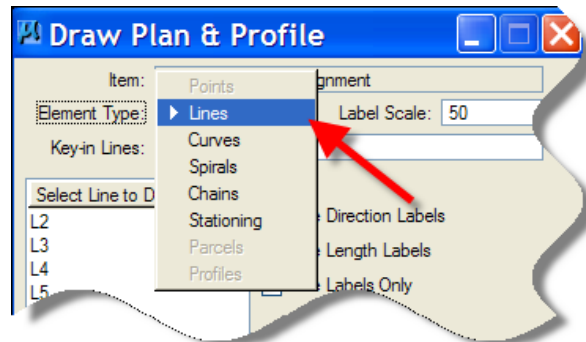 Draw Plan & Profile
Item: gnment
Element Type: Label Scale: 50
Key-in Lines:
Points
Lines
Curves
Spirals
Chains
Stationing
Parcels
Profiles
Select Line to D
L2
L3
L4
L5
Direction Labels
Length Labels
Labels Only